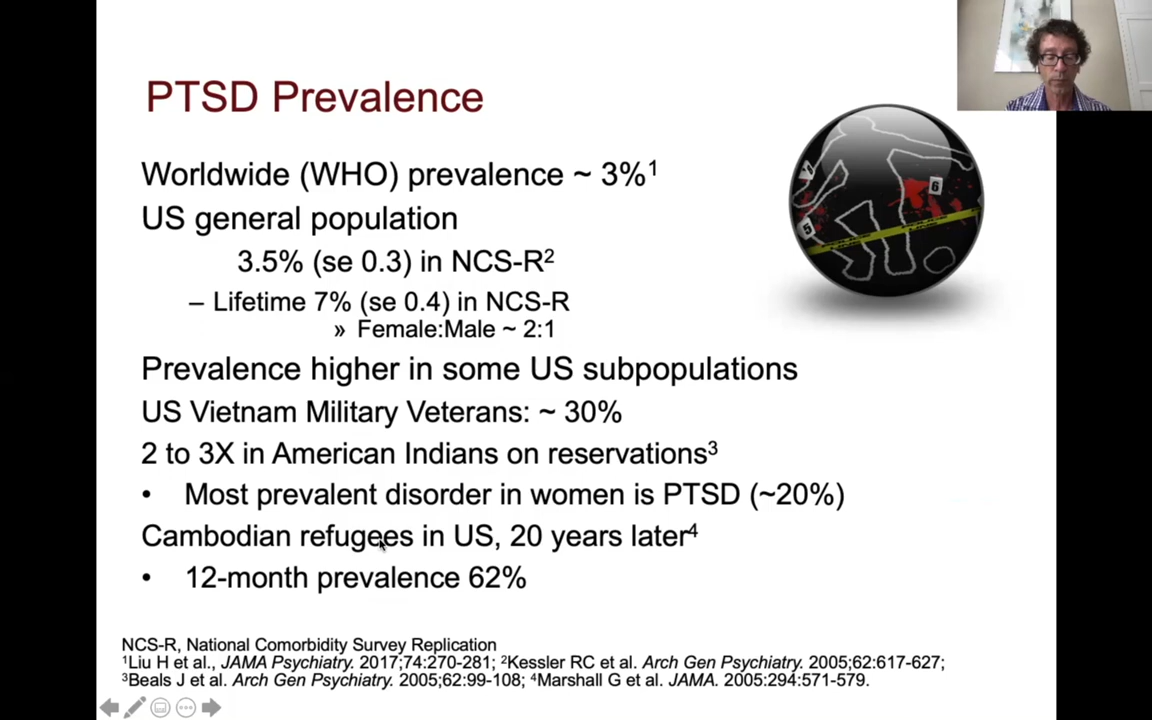 PTSD Prevalence
Worldwide (WHO) prevalence ~ 3%¹
US general population
3.5% (se 0.3) in NCS-R²
– Lifetime 7% (se 0.4) in NCS-R
» Female:Male ~ 2:1
Prevalence higher in some US subpopulations
US Vietnam Military Veterans: ~ 30%
2 to 3X in American Indians on reservations³
• Most prevalent disorder in women is PTSD (~20%)
Cambodian refugees in US, 20 years later⁴
• 12-month prevalence 62%
6
5
NCS-R, National Comorbidity Survey Replication
¹Liu H et al., JAMA Psychiatry. 2017;74:270-281; ²Kessler RC et al. Arch Gen Psychiatry. 2005;62:617-627;
³Beals J et al. Arch Gen Psychiatry. 2005;62:99-108; ⁴Marshall G et al. JAMA. 2005:294:571-579.